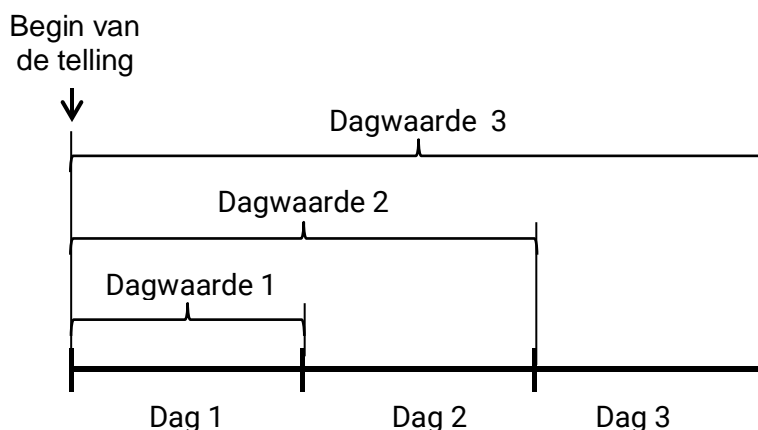 Begin van
de telling
Dagwaarde 3
Dagwaarde 2
Dagwaarde 1
Dag 1
Dag 2
Dag 3